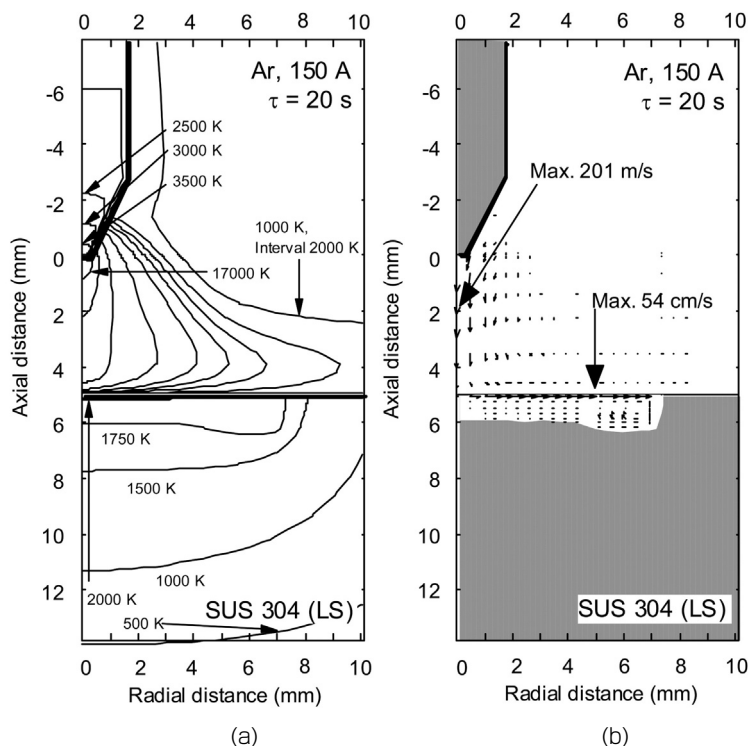 0 2 4 6 8 10
Ar, 150 A
τ = 20 s
-6
-4
-2
0
2
4
6
8
10
12
Axial distance (mm)
2500 K
3000 K
3500 K
1000 K,
Interval 2000 K
17000 K
1750 K
1500 K
1000 K
2000 K
500 K
SUS 304 (LS)
0 2 4 6 8 10
Radial distance (mm)
(a)
0 2 4 6 8 10
Ar, 150 A
τ = 20 s
-6
-4
-2
0
2
4
6
8
10
12
Axial distance (mm)
Max. 201 m/s
Max. 54 cm/s
SUS 304 (LS)
0 2 4 6 8 10
Radial distance (mm)
(b)